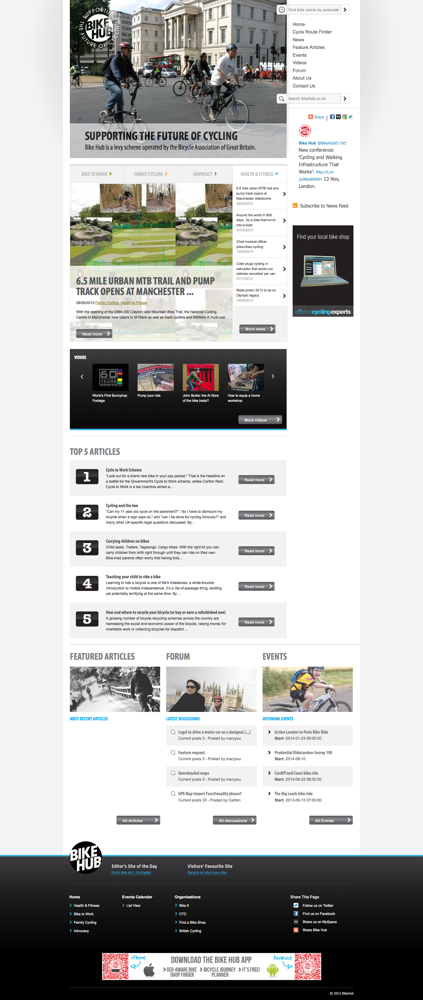 THE SUPPORTING FUTURE OF CYCLING
BIKE
HUB
Find bike stores by postcode
Home
Cycle Route Finder
News
Feature Articles
Events
Videos
Forum
About Us
Contact Us
Search bikehub.co.uk
SUPPORTING THE FUTURE OF CYCLING
Bike Hub is a levy scheme operated by the Bicycle Association of Great Britain.
Share |
BIKE
HUB
Bike Hub @BikeHub01 Oct
New conference:
'Cycling and Walking
Infrastructure That
Works': http://t.co
/aJNKo6MiWn 13 Nov,
London.
Subscribe to News Feed
Find your local bike shop
thecyclingexperts
BIKE TO WORK
FAMILY CYCLING
ADVOCACY
HEALTH & FITNESS
Rock Garden
Off Camber
Rock Garden
Pump Track
Pump Track
6.5 MILE URBAN MTB TRAIL AND PUMP
TRACK OPENS AT MANCHESTER ...
28/05/2013 Family Cycling, Health & Fitness
With the opening of the £894,000 Clayton Vale Mountain Bike Trail, the National Cycling
Centre in Manchester now caters to MTBers as well as track cyclists and BMXers A multi-use
...
Read more
6.5 mile urban MTB trail and
pump track opens at
Manchester Velodrome
28/05/2013
Around the world in 800
days...by a bike-that-turns-
into-a-boat
07/05/2013
Chief medical officer
prescribes cycling
13/02/2013
Coke plugs cycling in
calculator that works out
calories cancelled per can
07/11/2012
RideLondon 2013 to be an
Olympic legacy
10/08/2012
More news
VIDEOS
60
YEARS
CONDOR CYCLES
SCHWALBE
STELVIO
AMERICAN CLASSIC
World's First Bunnyhop
Footage
Pump your ride
John Burke: the Al Gore
of the bike trade?
How to equip a home
workshop
More videos
TOP 5 ARTICLES
1
Cycle to Work Scheme
"Look out for a brand new bike in your pay packet." That is the headline on
a leaflet for the Government's Cycle to Work scheme, writes Carlton Reid.
Cycle to Work is a tax incentive aimed a...
Read more
2
Cycling and the law
"Can my 11 year old cycle on the pavement?"; "do I have to dismount my
bicycle when a sign says so," and "can I be done for cycling furiously?" and
many other UK-specific legal questions discussed. By...
Read more
3
Carrying children on bikes
Child seats. Trailers. Tagalongs. Cargo bikes. With the right kit you can
carry children from birth right through until they can ride on their own.
Bike-mad parents often worry that having kids...
Read more
4
Teaching your child to ride a bike
Learning to ride a bicycle is one of life's milestones, a white-knuckle
introduction to mobile independence. It's a rite-of-passage thing, exciting
yet potentially terrifying at the same time. By ...
Read more
5
How and where to recycle your bicycle (or buy or earn a refurbished one)
A growing number of bicycle recycling schemes across the country are
harnessing the social and economic power of the bicycle, raising money for
charitable work or collecting bicycles for dispatch ...
Read more
FEATURED ARTICLES
MOST RECENT ARTICLES
All Articles
FORUM
LATEST DISCUSSIONS
Legal to drive a motor car on a designat [...]
Current posts 3 - Posted by maryyou
Feature request.
Current posts 3 - Posted by maryyou
Downloaded maps
Current posts 3 - Posted by maryyou
GPX Map Import Functionality please?
Current posts 33 - Posted by Carlton
All discussions
EVENTS
UPCOMING EVENTS
Action London to Paris Bike Ride
Start: 2014-01-23 06:00:00
Prudential RideLondon-Surrey 100
Start: 2014-08-10
Cardiff and Coast bike ride
Start: 2013-09-22 08:00:00
The Big Leeds bike ride
Start: 2013-09-15 07:00:00
All Events
BIKE
HUB
Editor's Site of the Day
Dutch bike isn't, it's English
Visitors' Favourite Site
Recycle or refurb your bike
Home
Health & Fitness
Bike to Work
Family Cycling
Advocacy
Events Calendar
List View
Organisations
Bike It
CTC
Find a Bike Shop
British Cycling
Share This Page
Follow us on Twitter
Find us on Facebook
my
Share us on MySpace
Share Bike Hub
iPhone
DOWNLOAD THE BIKE HUB APP
GEO-AWARE BIKE
SHOP FINDER
BICYCLE JOURNEY
PLANNER
IT'S FREE!
Android
© 2013 BikeHub